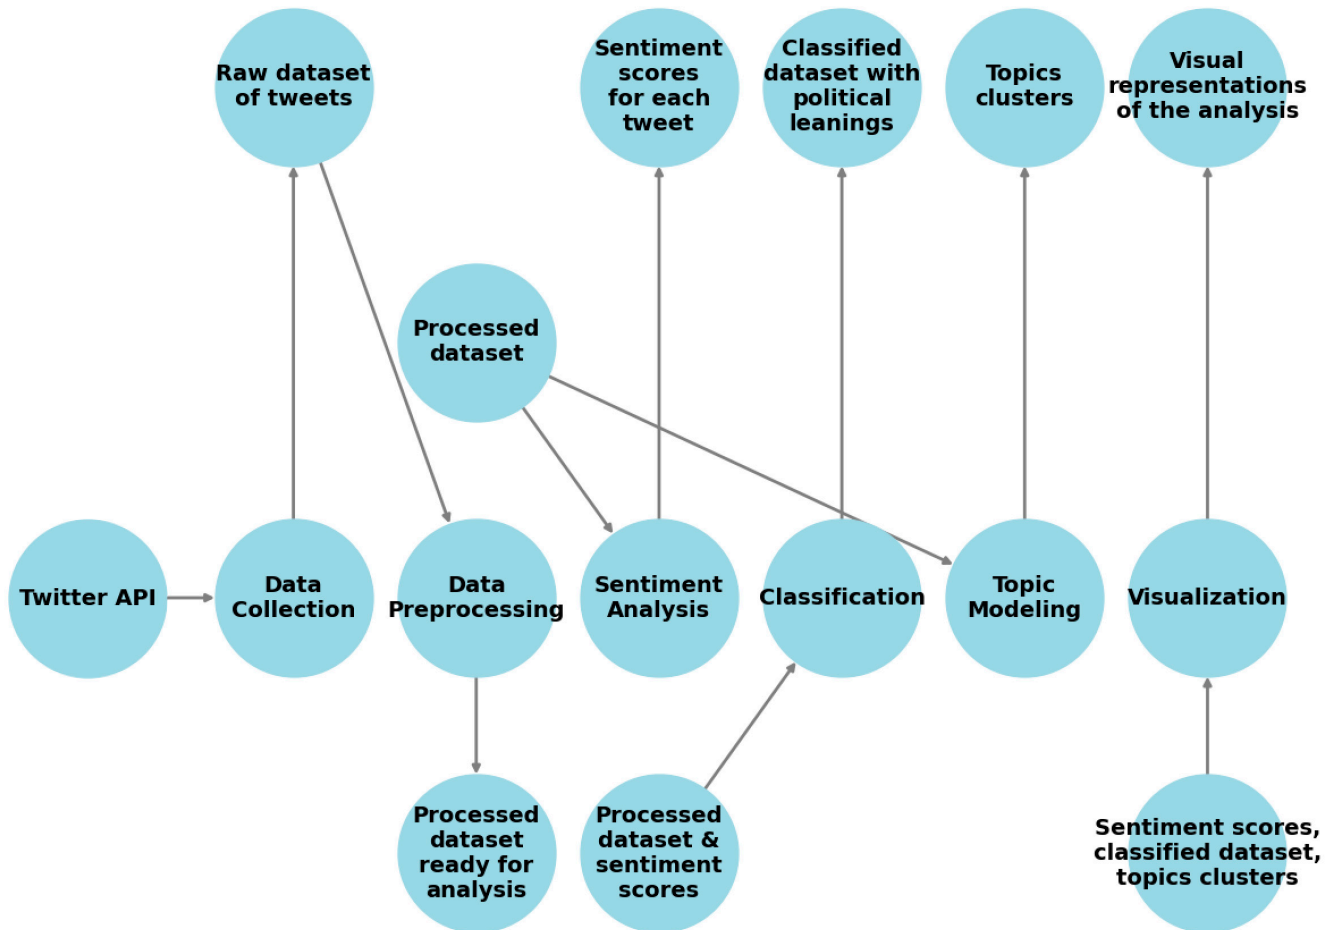 Raw dataset
of tweets
Sentiment
scores
for each
tweet
Classified
dataset with
political
leanings
Topics
clusters
Visual
representations
of the analysis
Processed
dataset
Twitter API
Data
Collection
Data
Preprocessing
Sentiment
Analysis
Classification
Topic
Modeling
Visualization
Processed
dataset
ready for
analysis
Processed
dataset &
sentiment
scores
Sentiment scores,
classified dataset,
topics clusters